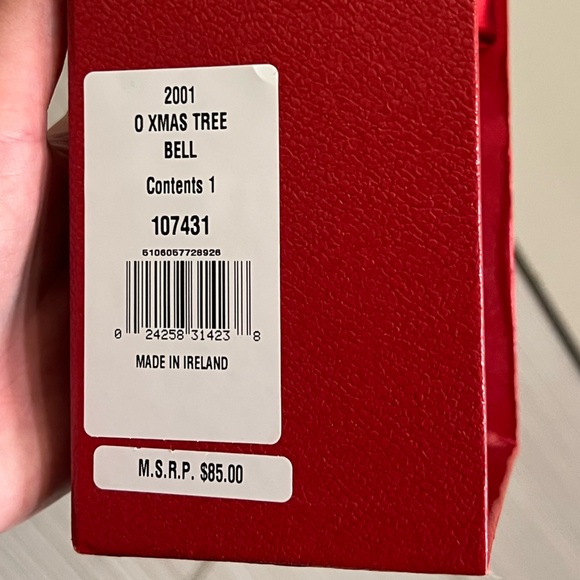 2001
O XMAS TREE
BELL
Contents 1
107431
5106057728926
0 24258 31423 8
MADE IN IRELAND
M.S.R.P. $85.00